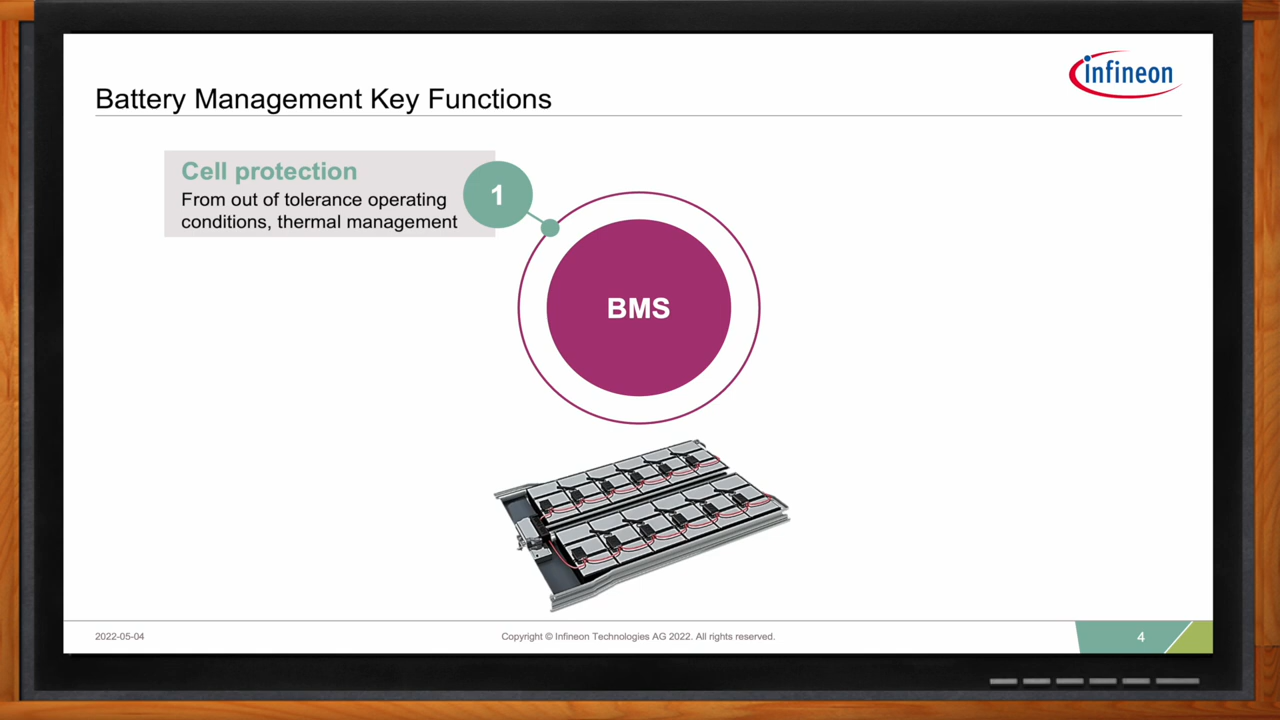 infineon
Battery Management Key Functions
Cell protection
From out of tolerance operating
conditions, thermal management
1
BMS
2022-05-04
Copyright © Infineon Technologies AG 2022. All rights reserved.
4